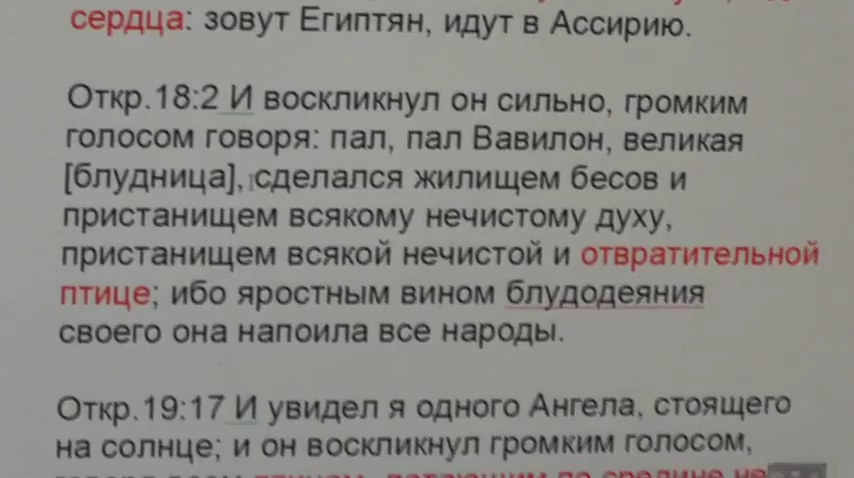 сердца: зовут Египтян, идут в Ассирию.
Откр.18:2 И воскликнул он сильно, громким
голосом говоря: пал, пал Вавилон, великая
[блудница], сделался жилищем бесов и
пристанищем всякому нечистому духу,
пристанищем всякой нечистой и отвратительной
птице; ибо яростным вином блудодеяния
своего она напоила все народы.
Откр.19:17 И увидел я одного Ангела, стоящего
на солнце; и он воскликнул громким голосом,